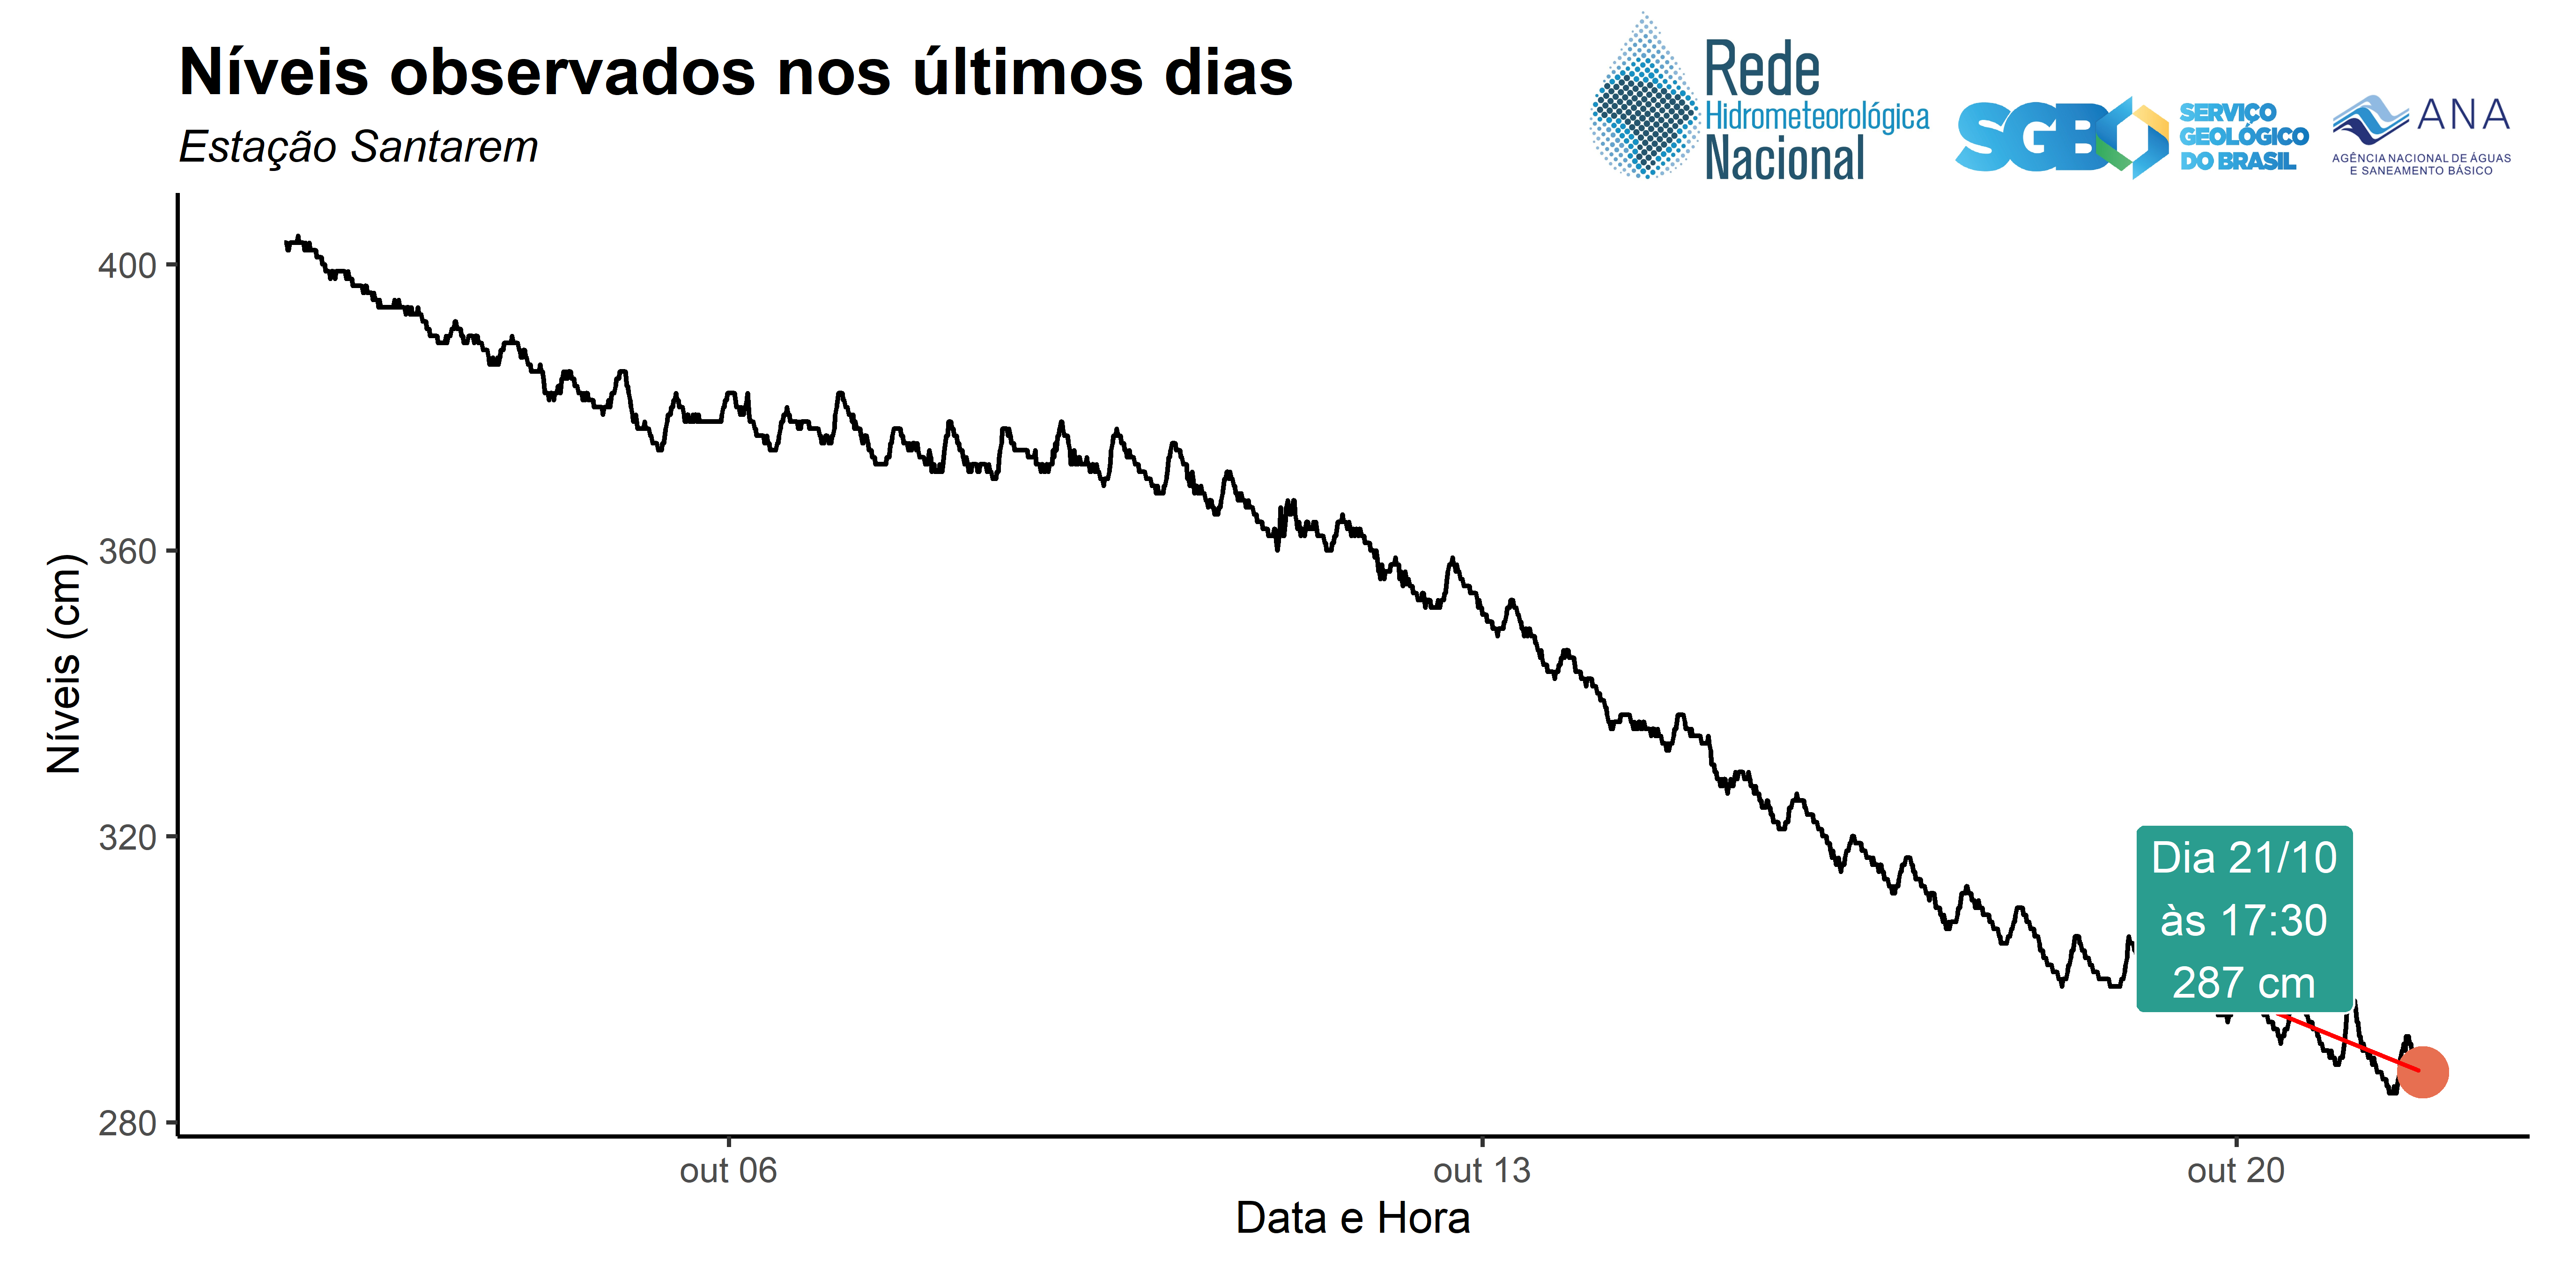 Níveis observados nos últimos dias
Estação Santarem
Rede
Hidrometeorológica
Nacional
SGB
SERVIÇO
GEOLÓGICO
DO BRASIL
ANA
AGÊNCIA NACIONAL DE ÁGUAS
E SANEAMENTO BÁSICO
Níveis (cm)
400
360
320
280
Dia 21/10
às 17:30
287 cm
out 06
out 13
out 20
Data e Hora